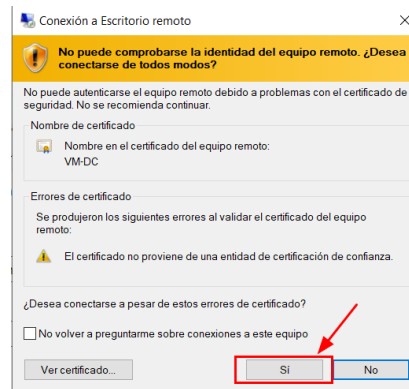 Conexión a Escritorio remoto
No puede comprobarse la identidad del equipo remoto. ¿Desea
conectarse de todos modos?
No puede autenticarse el equipo remoto debido a problemas con el certificado de
seguridad. No se recomienda continuar.
Nombre de certificado
Nombre en el certificado del equipo remoto:
VM-DC
Errores de certificado
Se produjeron los siguientes errores al validar el certificado del equipo
remoto:
El certificado no proviene de una entidad de certificación de confianza.
¿Desea conectarse a pesar de estos errores de certificado?
No volver a preguntarme sobre conexiones a este equipo
Ver certificado... Sí No